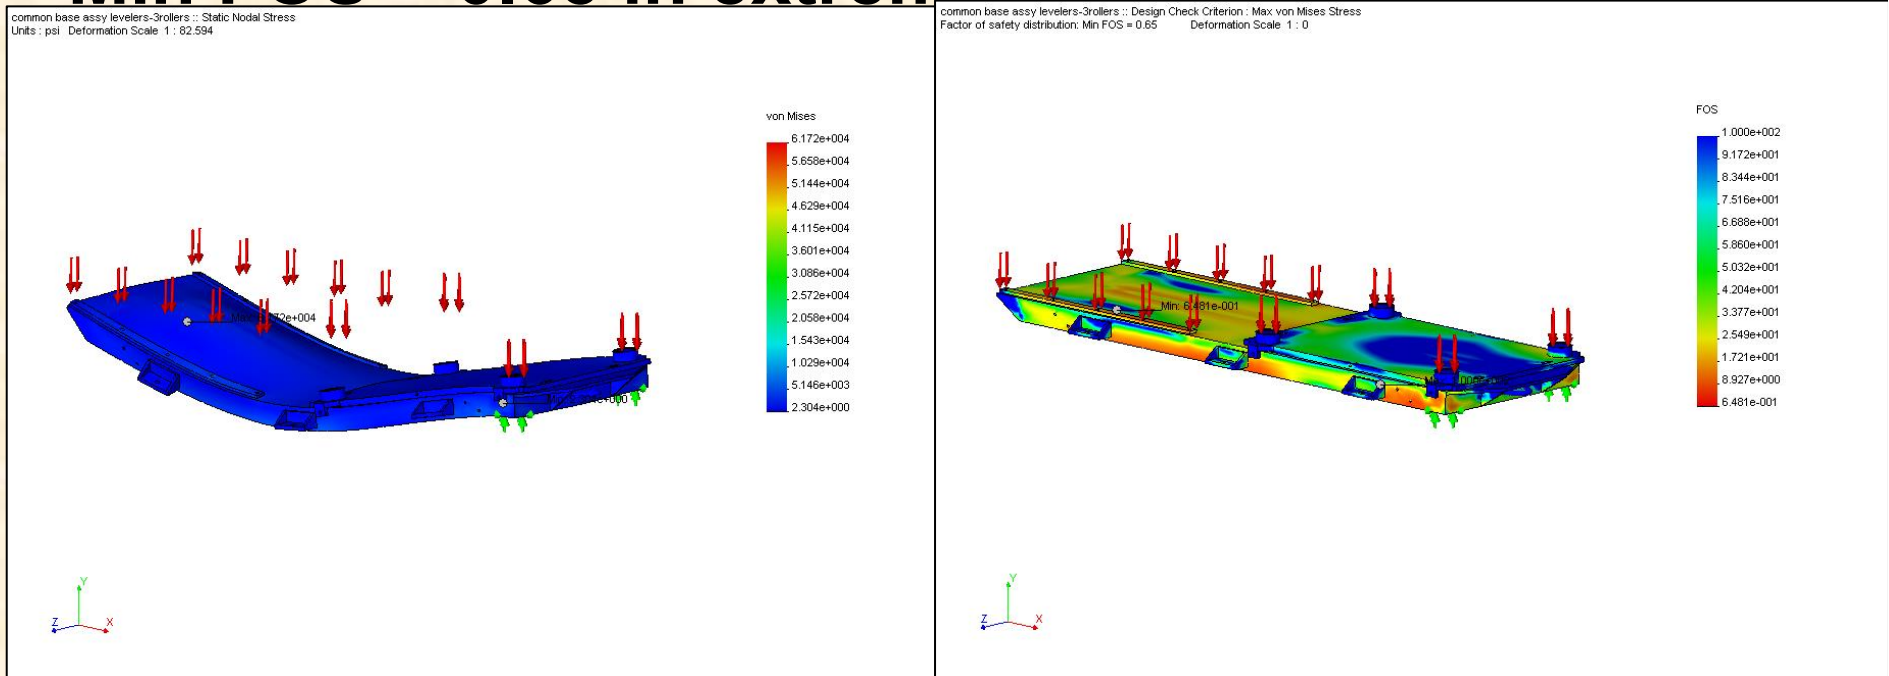 common base assy levelers-3rollers :: Static Nodal Stress
Units : psi Deformation Scale 1 : 82.594
von Mises
6.172e+004
5.658e+004
5.144e+004
4.629e+004
4.115e+004
3.601e+004
3.086e+004
2.572e+004
2.058e+004
1.543e+004
1.029e+004
5.146e+003
2.304e+000
Y
Z
X
common base assy levelers-3rollers :: Design Check Criterion : Max von Mises Stress
Factor of safety distribution: Min FOS = 0.65 Deformation Scale 1 : 0
Min: 6.481e-001
FOS
1.000e+002
9.172e+001
8.344e+001
7.516e+001
6.688e+001
5.860e+001
5.032e+001
4.204e+001
3.377e+001
2.549e+001
1.721e+001
8.927e+000
6.481e-001
Y
Z
X